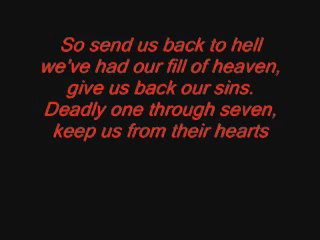 So send us back to hell
we've had our fill of heaven,
give us back our sins.
Deadly one through seven,
keep us from their hearts